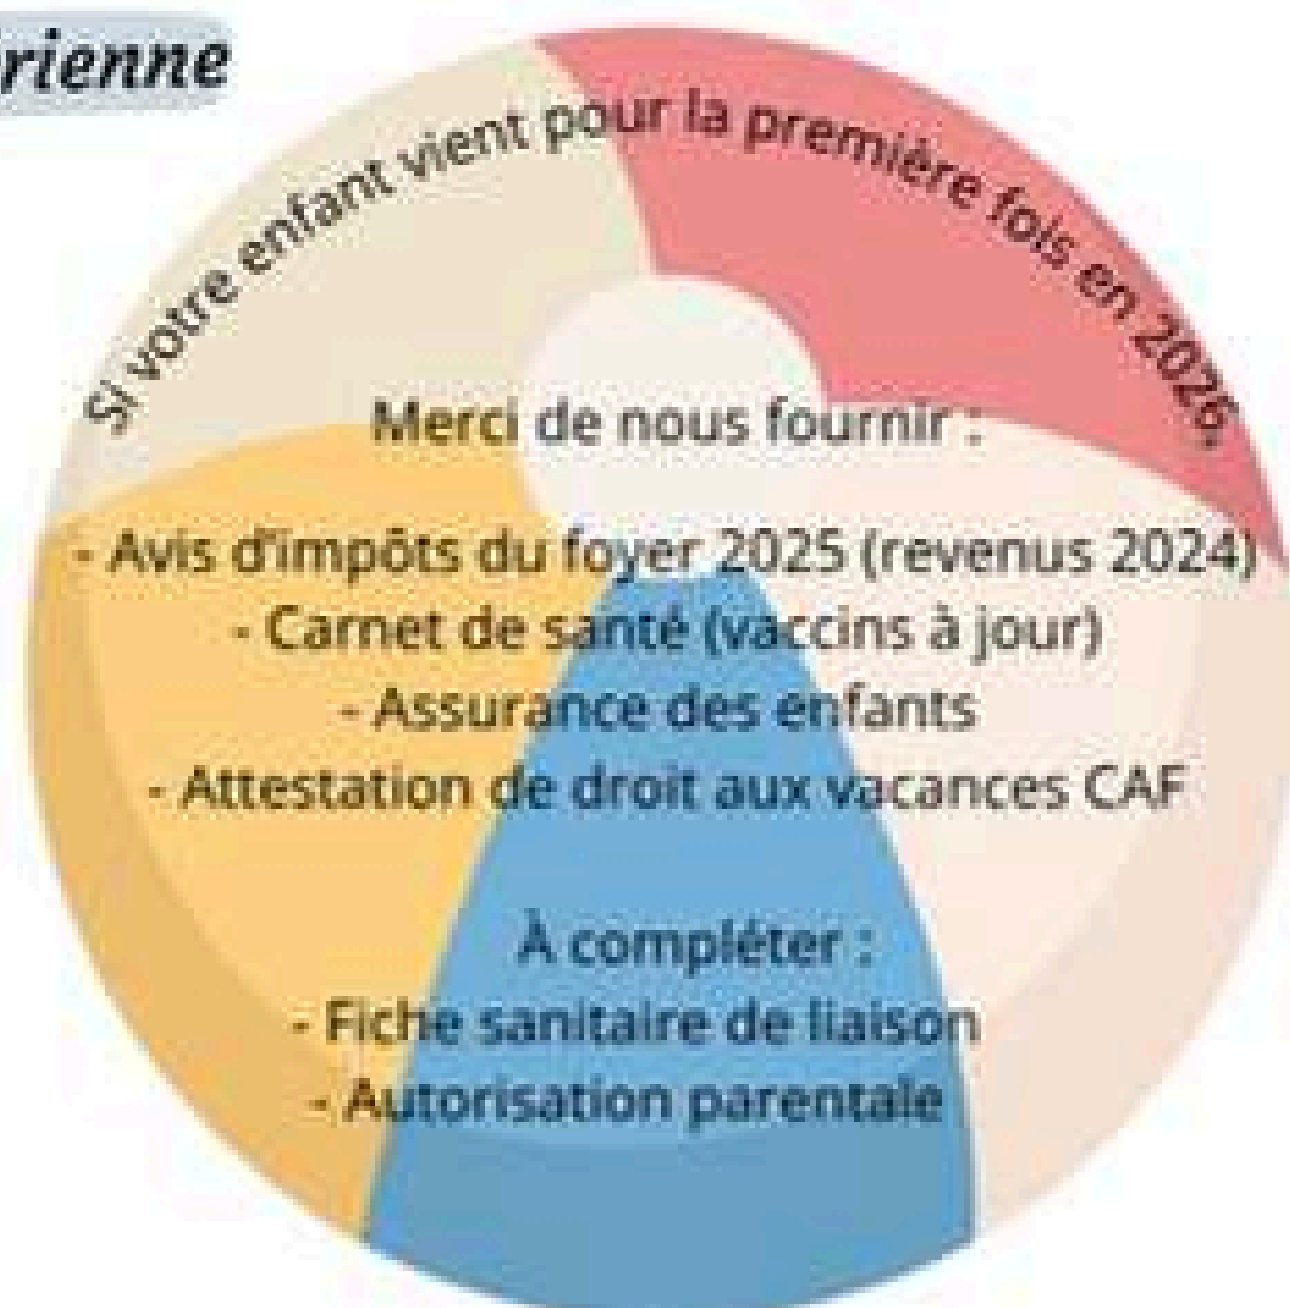 rienne
Si votre enfant vient pour la première fois en 2026,
Merci de nous fournir :
- Avis d'impôts du foyer 2025 (revenus 2024)
- Carnet de santé (vaccins à jour)
- Assurance des enfants
- Attestation de droit aux vacances CAF
À compléter :
- Fiche sanitaire de liaison
- Autorisation parentale